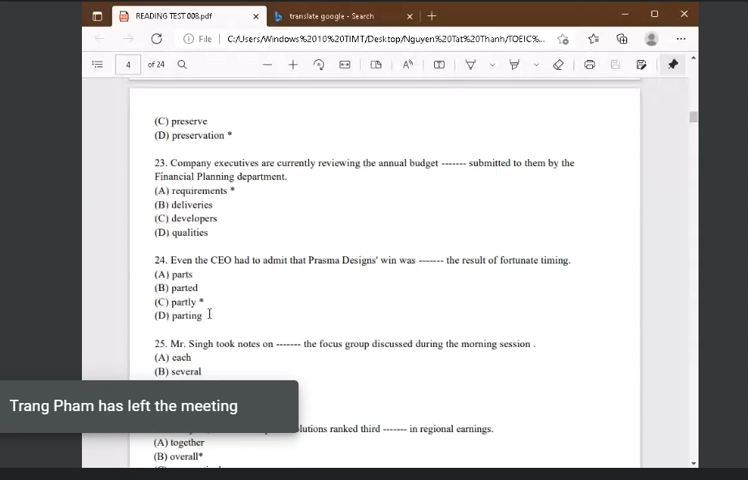 READING TEST 008.pdf
translate google - Search
File
C:/Users/Windows%2010%20TIMT/Desktop/Nguyen%20Tat%20Thanh/TOEIC%...
4 of 24
(C) preserve
(D) preservation *
23. Company executives are currently reviewing the annual budget ------- submitted to them by the
Financial Planning department.
(A) requirements *
(B) deliveries
(C) developers
(D) qualities
24. Even the CEO had to admit that Prasma Designs' win was ------- the result of fortunate timing.
(A) parts
(B) parted
(C) partly *
(D) parting
25. Mr. Singh took notes on ------- the focus group discussed during the morning session .
(A) each
(B) several
Trang Pham has left the meeting
ranked third ------- in regional earnings.
(A) together
(B) overall*